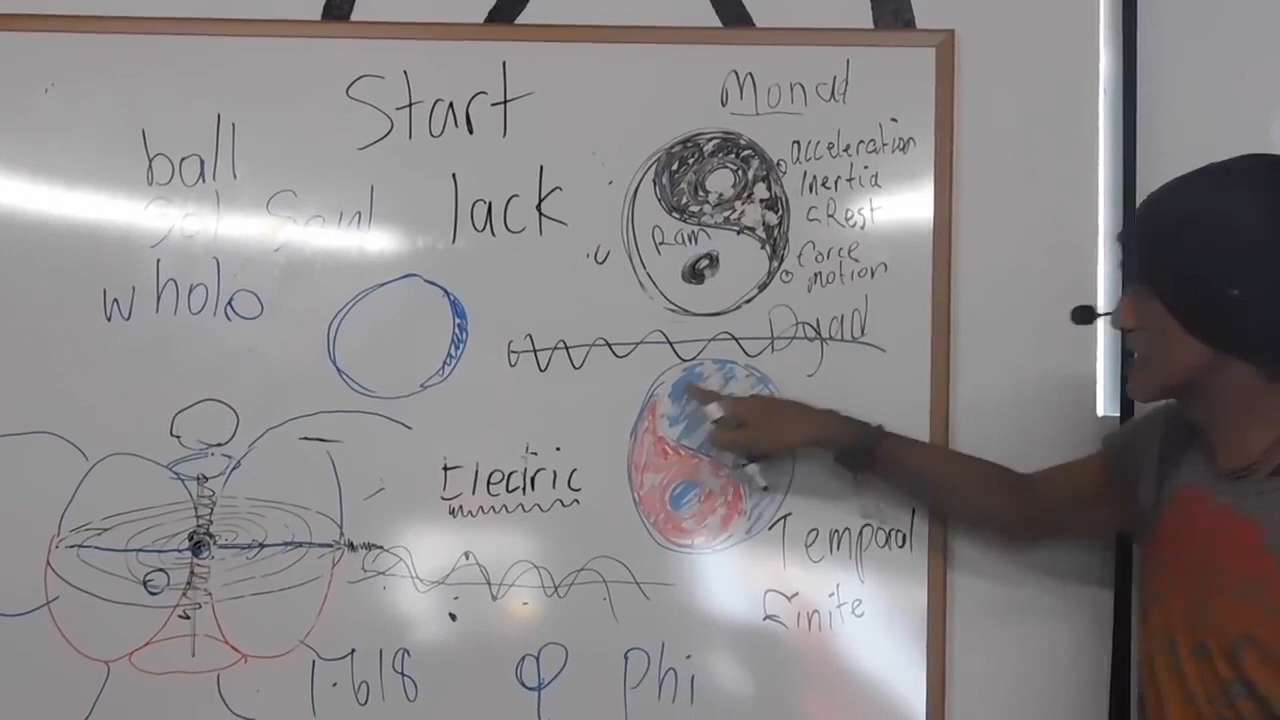 Start
Monad
ball
acceleration
Inertia
Sol Soul
lack
&Rest
Ram
force
motion
whole
Dyad
Electric
Temporal
Finite
1.618 φ Phi